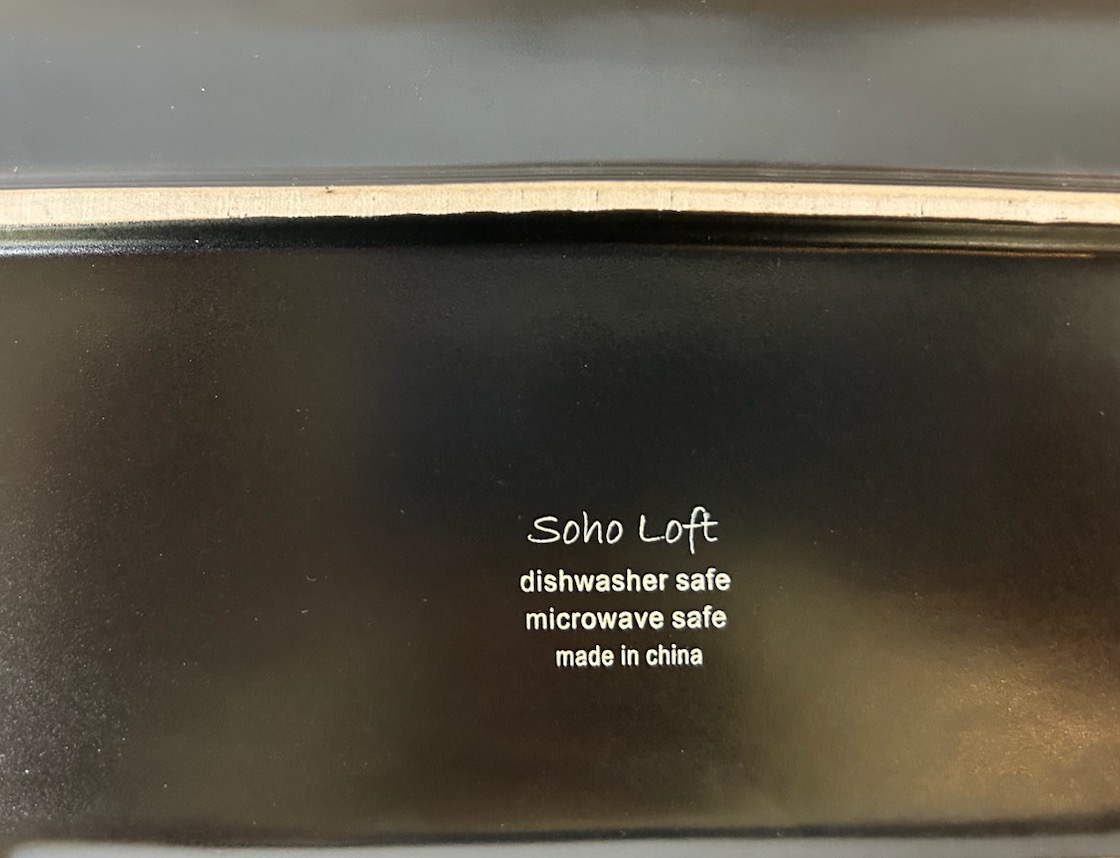 Soho Loft
dishwasher safe
microwave safe
made in china